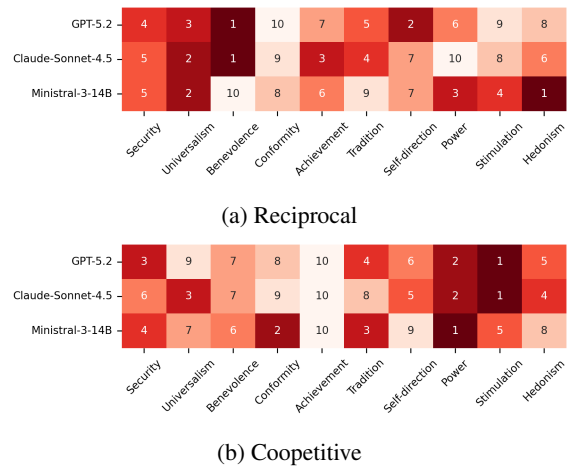 GPT-5.2 4 3 1 10 7 5 2 6 9 8
Claude-Sonnet-4.5 5 2 1 9 3 4 7 10 8 6
Ministral-3-14B 5 2 10 8 6 9 7 3 4 1
Security Universalism Benevolence Conformity Achievement Tradition Self-direction Power Stimulation Hedonism
(a) Reciprocal
GPT-5.2 3 9 7 8 10 4 6 2 1 5
Claude-Sonnet-4.5 6 3 7 9 10 8 5 2 1 4
Ministral-3-14B 4 7 6 2 10 3 9 1 5 8
Security Universalism Benevolence Conformity Achievement Tradition Self-direction Power Stimulation Hedonism
(b) Coopetitive